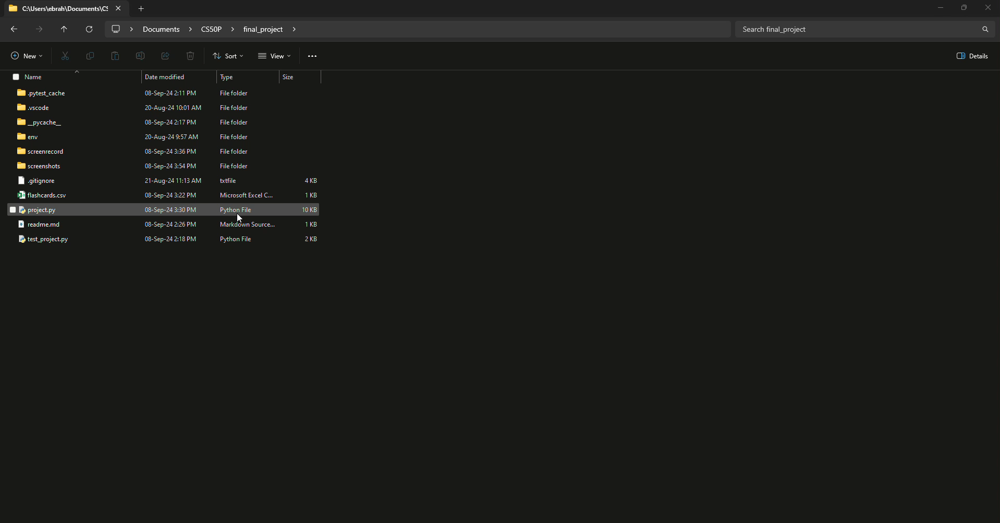 C:\Users\ebrah\Documents\CS
Documents > CS50P > final_project >
Search final_project
New
Sort
View
Details
Name Date modified Type Size
.pytest_cache 08-Sep-24 2:11 PM File folder
.vscode 20-Aug-24 10:01 AM File folder
__pycache__ 08-Sep-24 2:17 PM File folder
env 20-Aug-24 9:57 AM File folder
screenrecord 08-Sep-24 3:36 PM File folder
screenshots 08-Sep-24 3:54 PM File folder
.gitignore 21-Aug-24 11:13 AM txtfile 4 KB
flashcards.csv 08-Sep-24 3:22 PM Microsoft Excel C... 1 KB
project.py 08-Sep-24 3:30 PM Python File 10 KB
readme.md 08-Sep-24 2:26 PM Markdown Source... 1 KB
test_project.py 08-Sep-24 2:18 PM Python File 2 KB